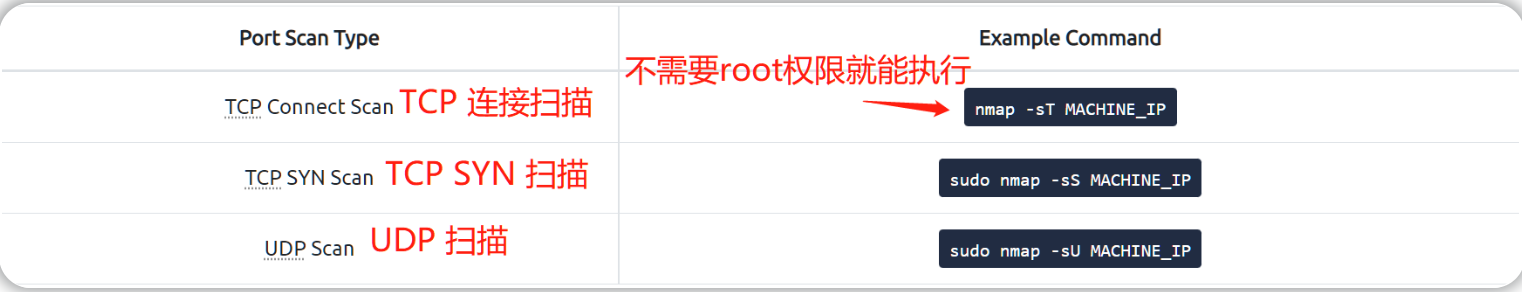 Port Scan Type
Example Command
不需要root权限就能执行
TCP Connect Scan TCP 连接扫描
nmap -sT MACHINE_IP
TCP SYN Scan TCP SYN 扫描
sudo nmap -sS MACHINE_IP
UDP Scan UDP 扫描
sudo nmap -sU MACHINE_IP